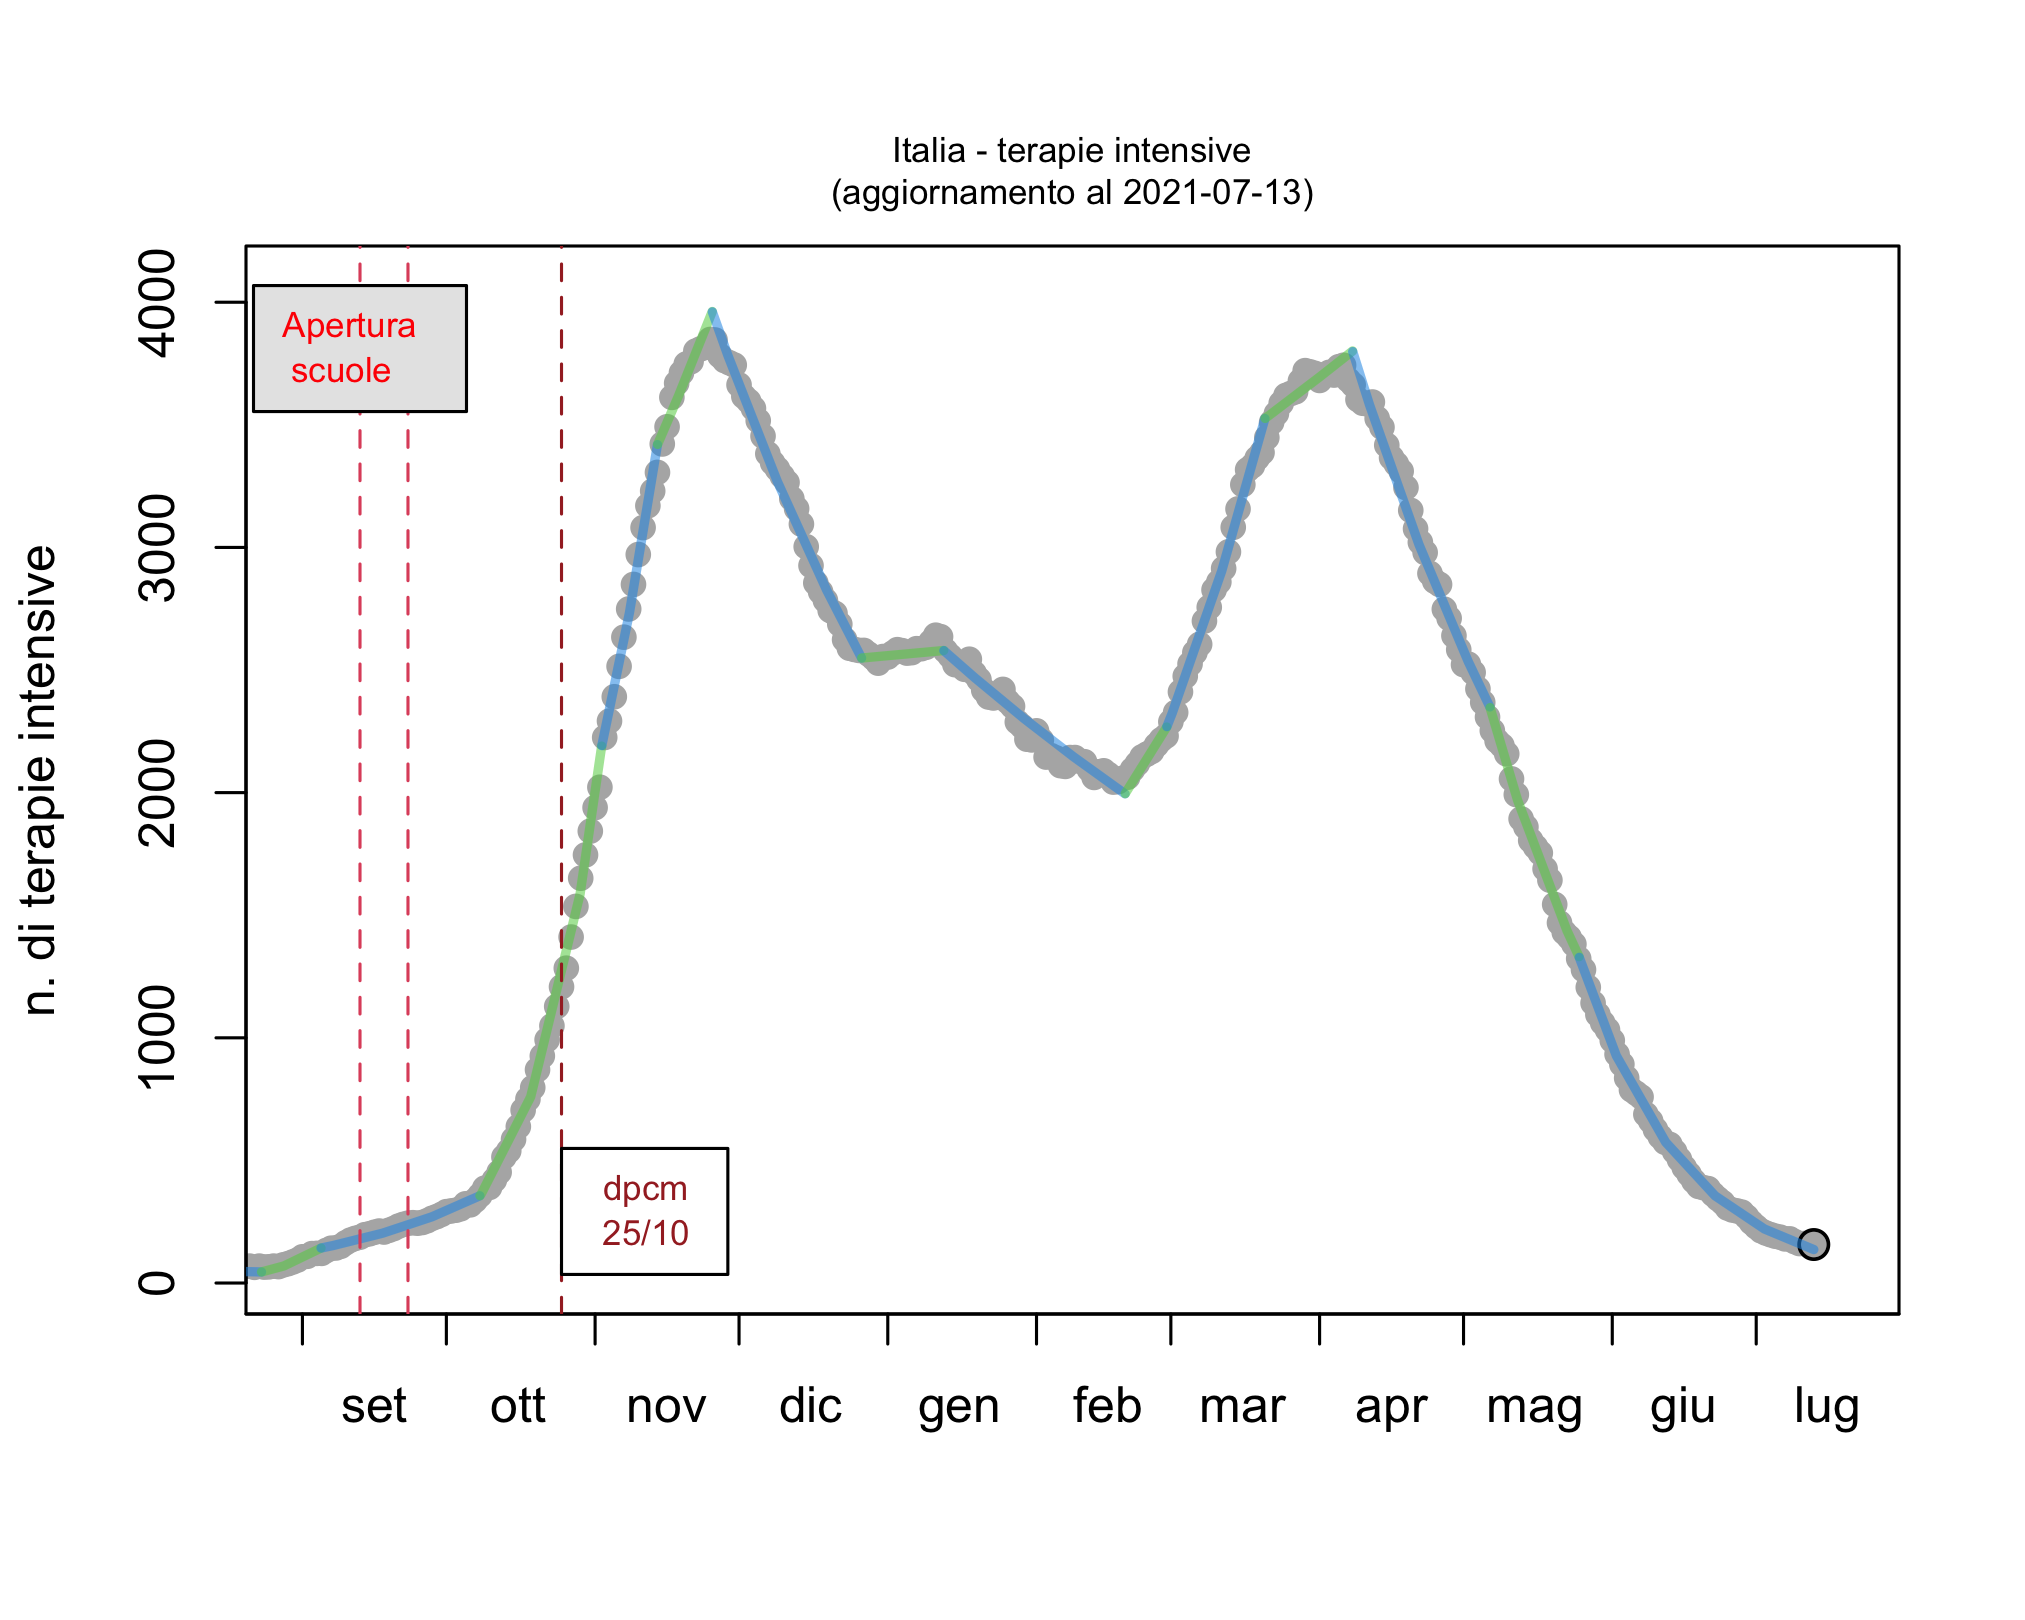 Italia - terapie intensive
(aggiornamento al 2021-07-13)
n. di terapie intensive
4000
3000
2000
1000
0
Apertura
scuole
dpcm
25/10
set ott nov dic gen feb mar apr mag giu lug